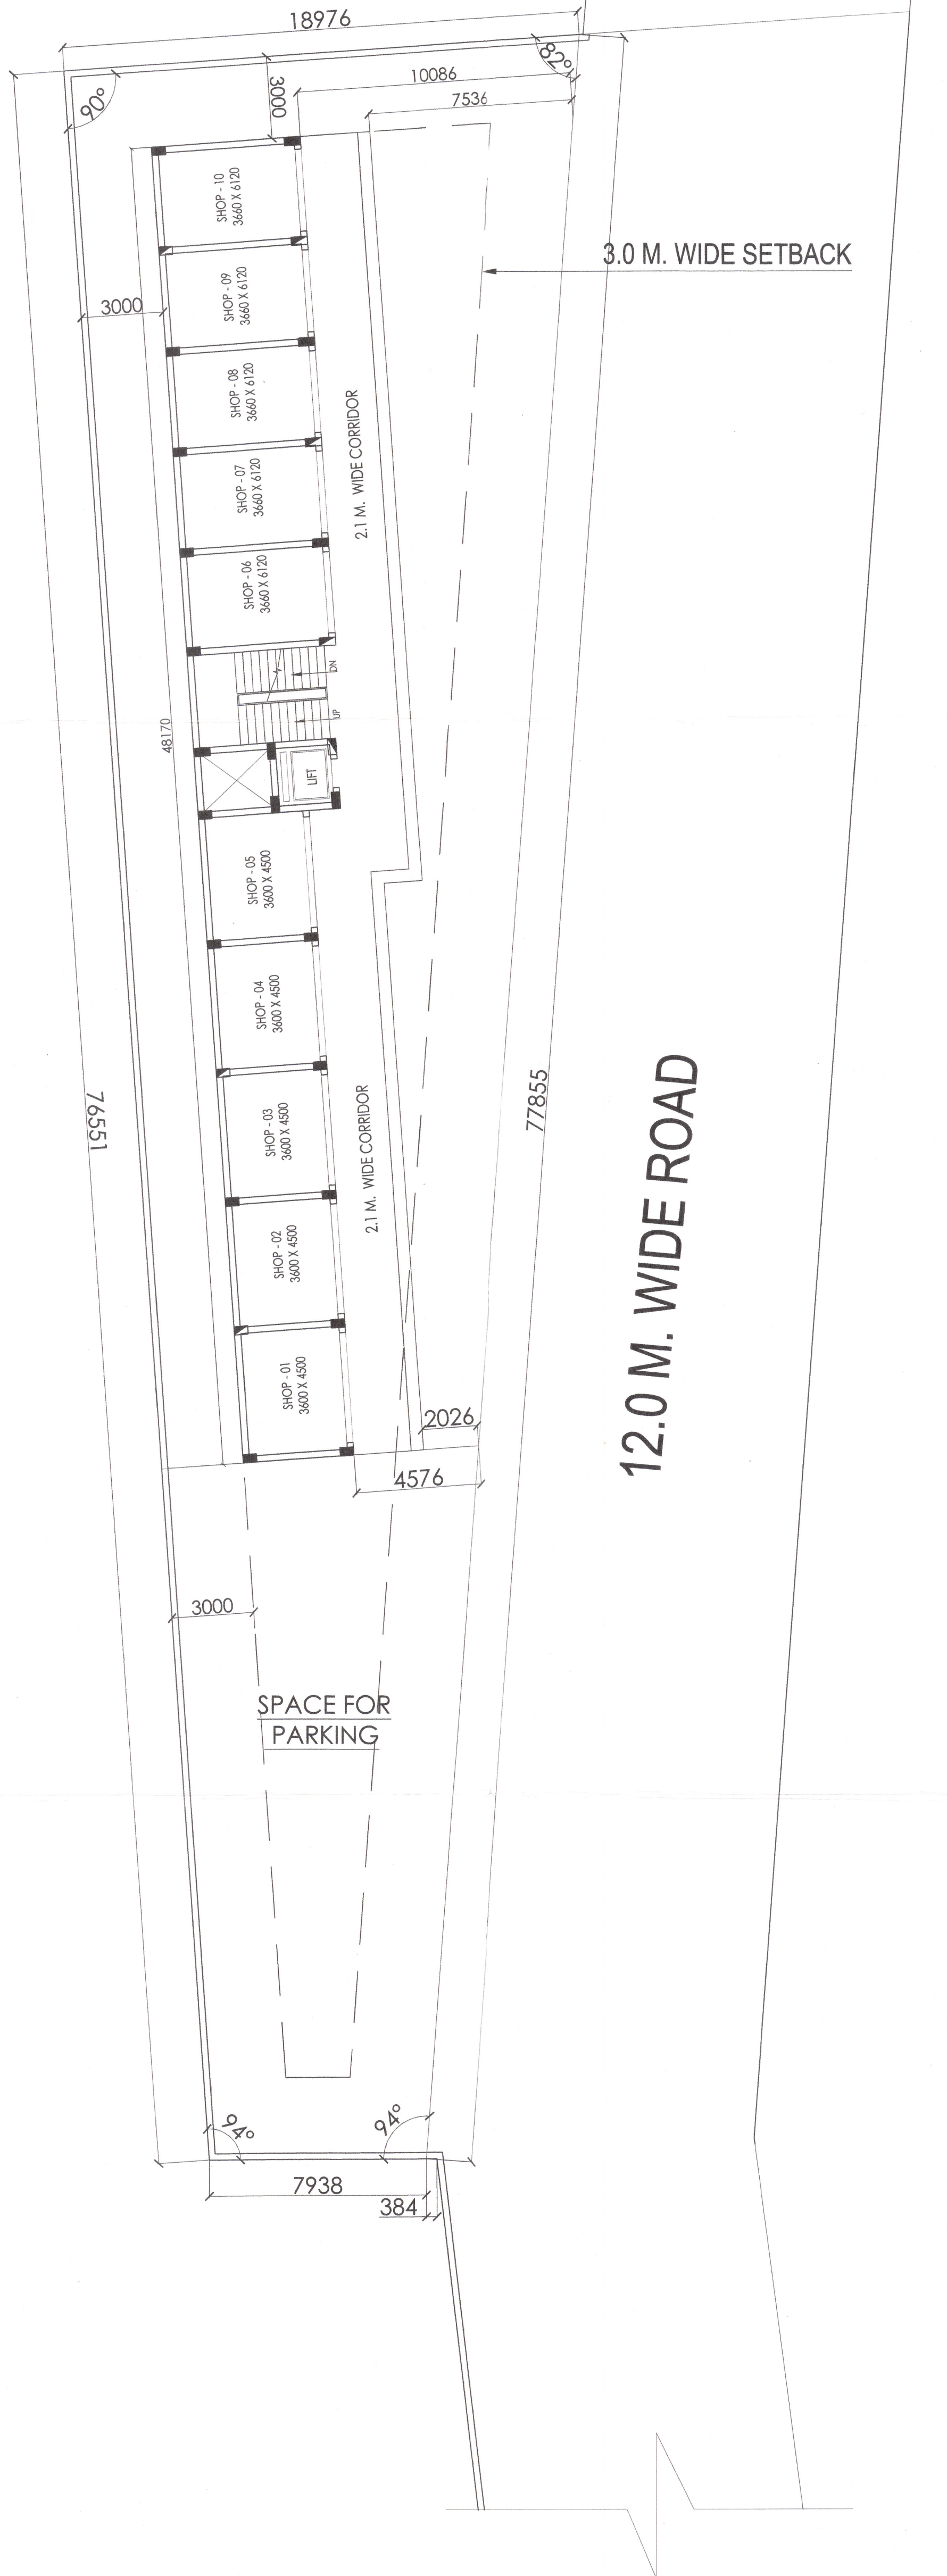 18976
82°
90°
3000
10086
7536
SHOP - 10
3660 X 6120
3.0 M. WIDE SETBACK
SHOP - 09
3660 X 6120
3000
SHOP - 08
3660 X 6120
2.1 M. WIDE CORRIDOR
SHOP - 07
3660 X 6120
SHOP - 06
3660 X 6120
DN
UP
48170
LIFT
SHOP - 05
3600 X 4500
SHOP - 04
3600 X 4500
76551
77855
SHOP - 03
3600 X 4500
2.1 M. WIDE CORRIDOR
12.0 M. WIDE ROAD
SHOP - 02
3600 X 4500
SHOP - 01
3600 X 4500
2026
4576
3000
SPACE FOR
PARKING
94°
94°
7938
384